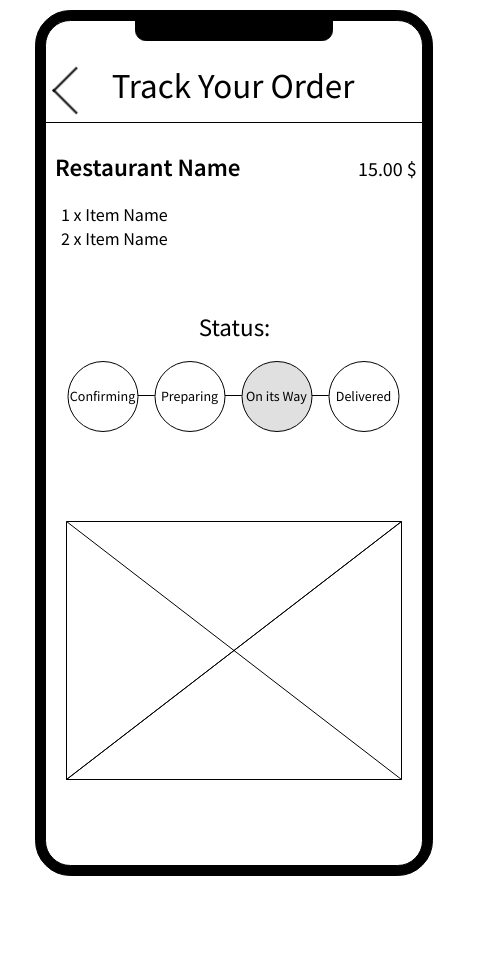 Track Your Order
Restaurant Name 15.00 $
1 x Item Name
2 x Item Name
Status:
Confirming Preparing On its Way Delivered